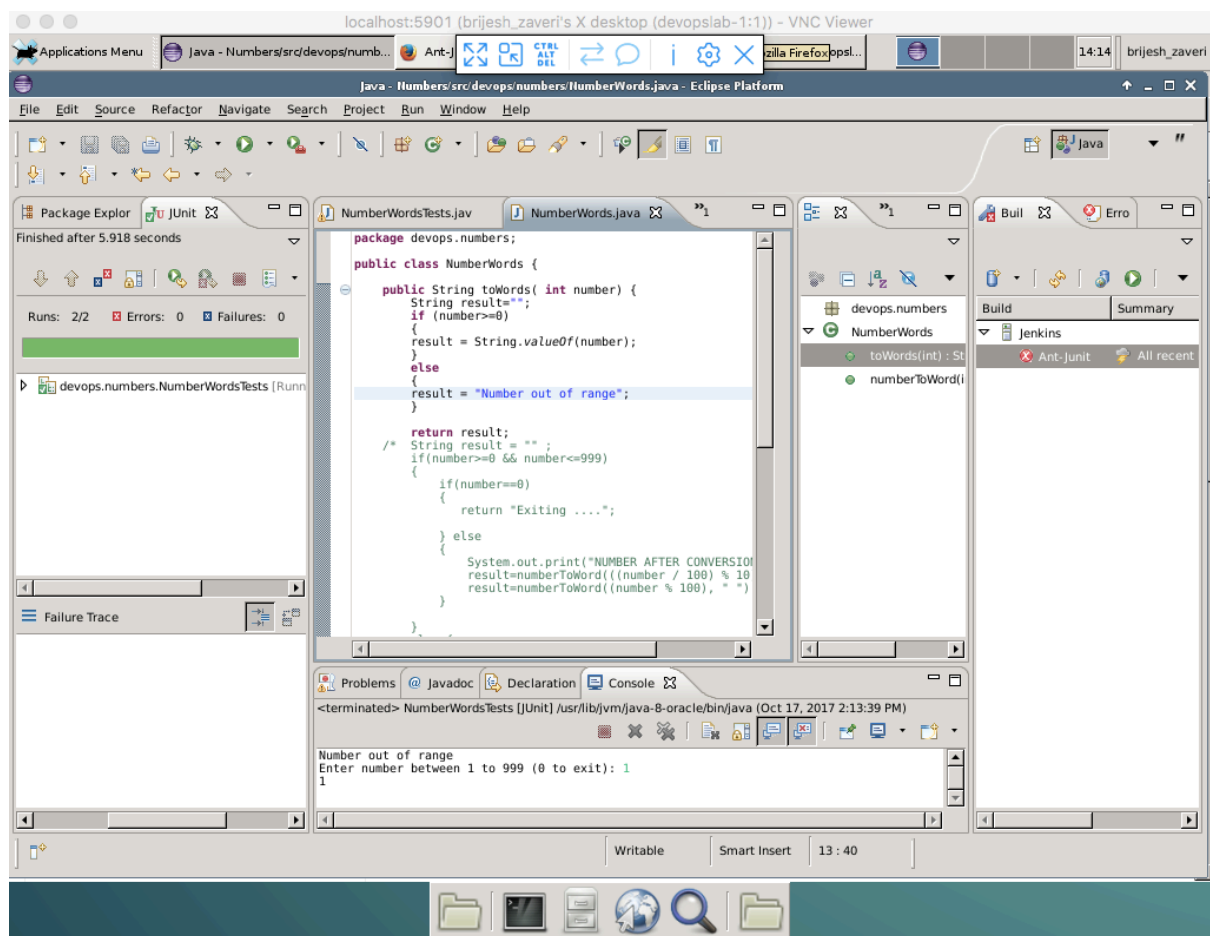 localhost:5901 (brijesh_zaveri's X desktop (devopslab-1:1)) - VNC Viewer
Applications Menu Java - Numbers/src/devops/numb... Ant-J CTRL ALT DEL zilla Firefox opsl... 14:14 brijesh_zaveri
Java - Numbers/src/devops/numbers/NumberWords.java - Eclipse Platform
File Edit Source Refactor Navigate Search Project Run Window Help
Java "
Package Explor JUnit NumberWordsTests.jav NumberWords.java "1 "1 Buil Erro
Finished after 5.918 seconds
Runs: 2/2 Errors: 0 Failures: 0
devops.numbers.NumberWordsTests [Runn
Failure Trace
package devops.numbers;
public class NumberWords {
public String toWords( int number) {
String result="";
if (number>=0)
{
result = String.valueOf(number);
}
else
{
result = "Number out of range";
}
return result;
/* String result = "" ;
if(number>=0 && number<=999)
{
if(number==0)
{
return "Exiting ....";
} else
{
System.out.print("NUMBER AFTER CONVERSION
result=numberToWord(((number / 100) % 10
result=numberToWord((number % 100), " ")
}
}
devops.numbers
NumberWords
toWords(int) : St
numberToWord(i
Build Summary
Jenkins
Ant-Junit All recent
Problems @ Javadoc Declaration Console
<terminated> NumberWordsTests [JUnit] /usr/lib/jvm/java-8-oracle/bin/java (Oct 17, 2017 2:13:39 PM)
Number out of range
Enter number between 1 to 999 (0 to exit): 1
1
Writable Smart Insert 13 : 40